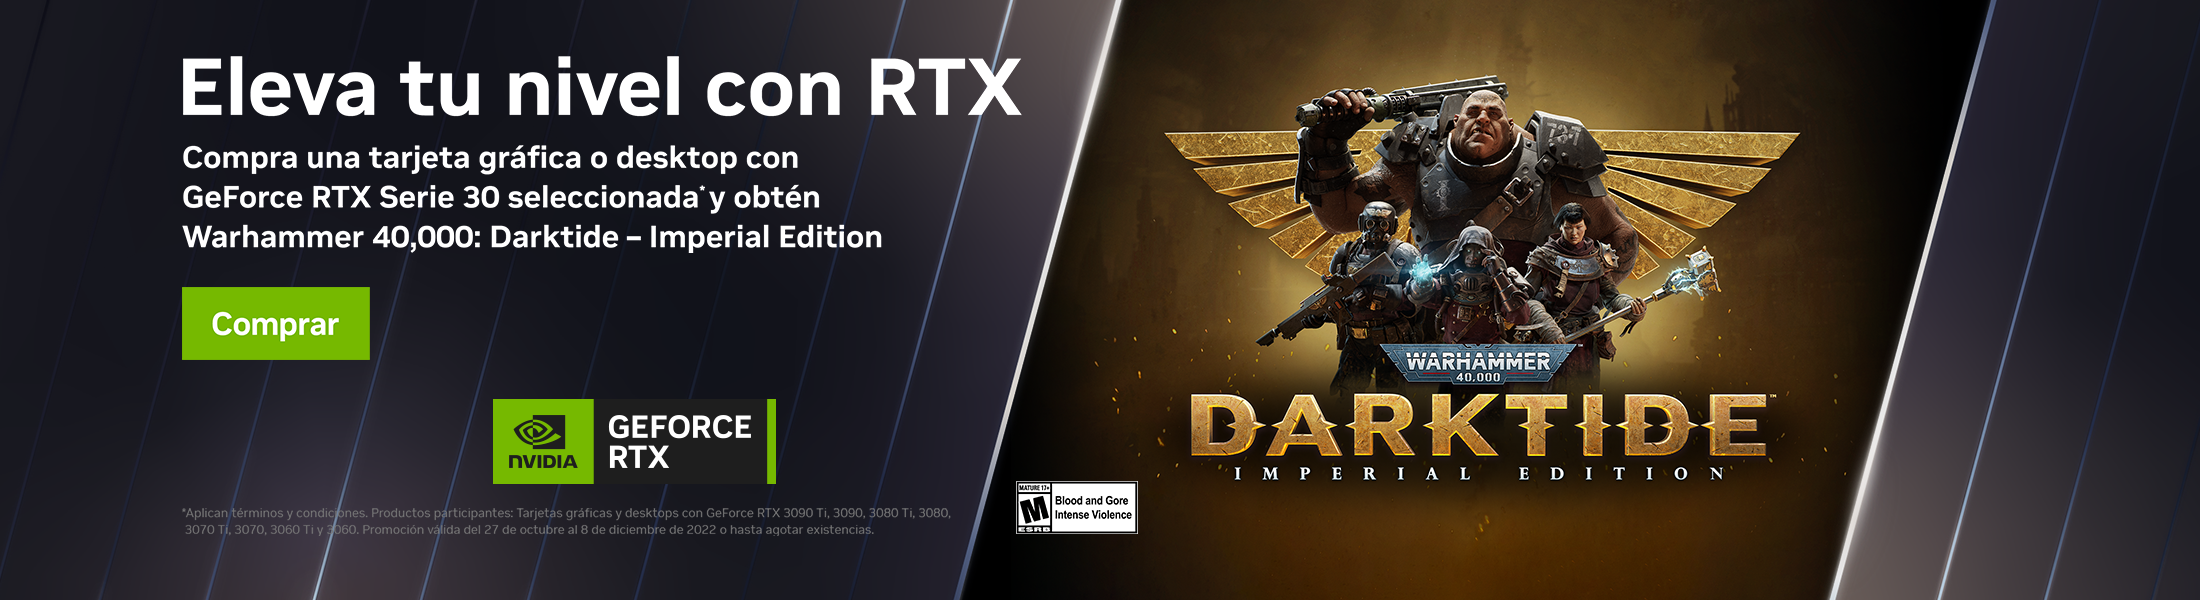 Eleva tu nivel con RTX
Compra una tarjeta gráfica o desktop con
GeForce RTX Serie 30 seleccionada* y obtén
Warhammer 40,000: Darktide – Imperial Edition
Comprar
NVIDIA
GEFORCE
RTX
*Aplican términos y condiciones. Productos participantes: Tarjetas gráficas y desktops con GeForce RTX 3090 Ti, 3090, 3080 Ti, 3080,
3070 Ti, 3070, 3060 Ti y 3060. Promoción válida del 27 de octubre al 8 de diciembre de 2022 o hasta agotar existencias.
737
WARHAMMER
40,000
DARKTIDE™
IMPERIAL EDITION
MATURE 17+
M
ESRB
Blood and Gore
Intense Violence